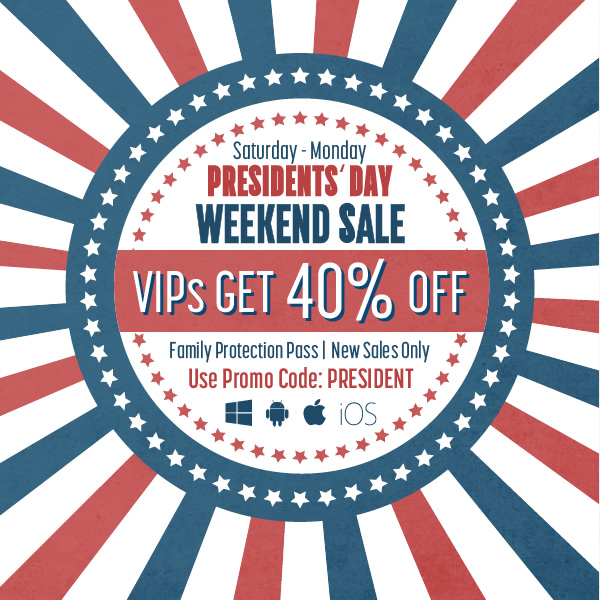 Saturday - Monday
PRESIDENTS' DAY
WEEKEND SALE
VIPs GET 40% OFF
Family Protection Pass | New Sales Only
Use Promo Code: PRESIDENT
iOS